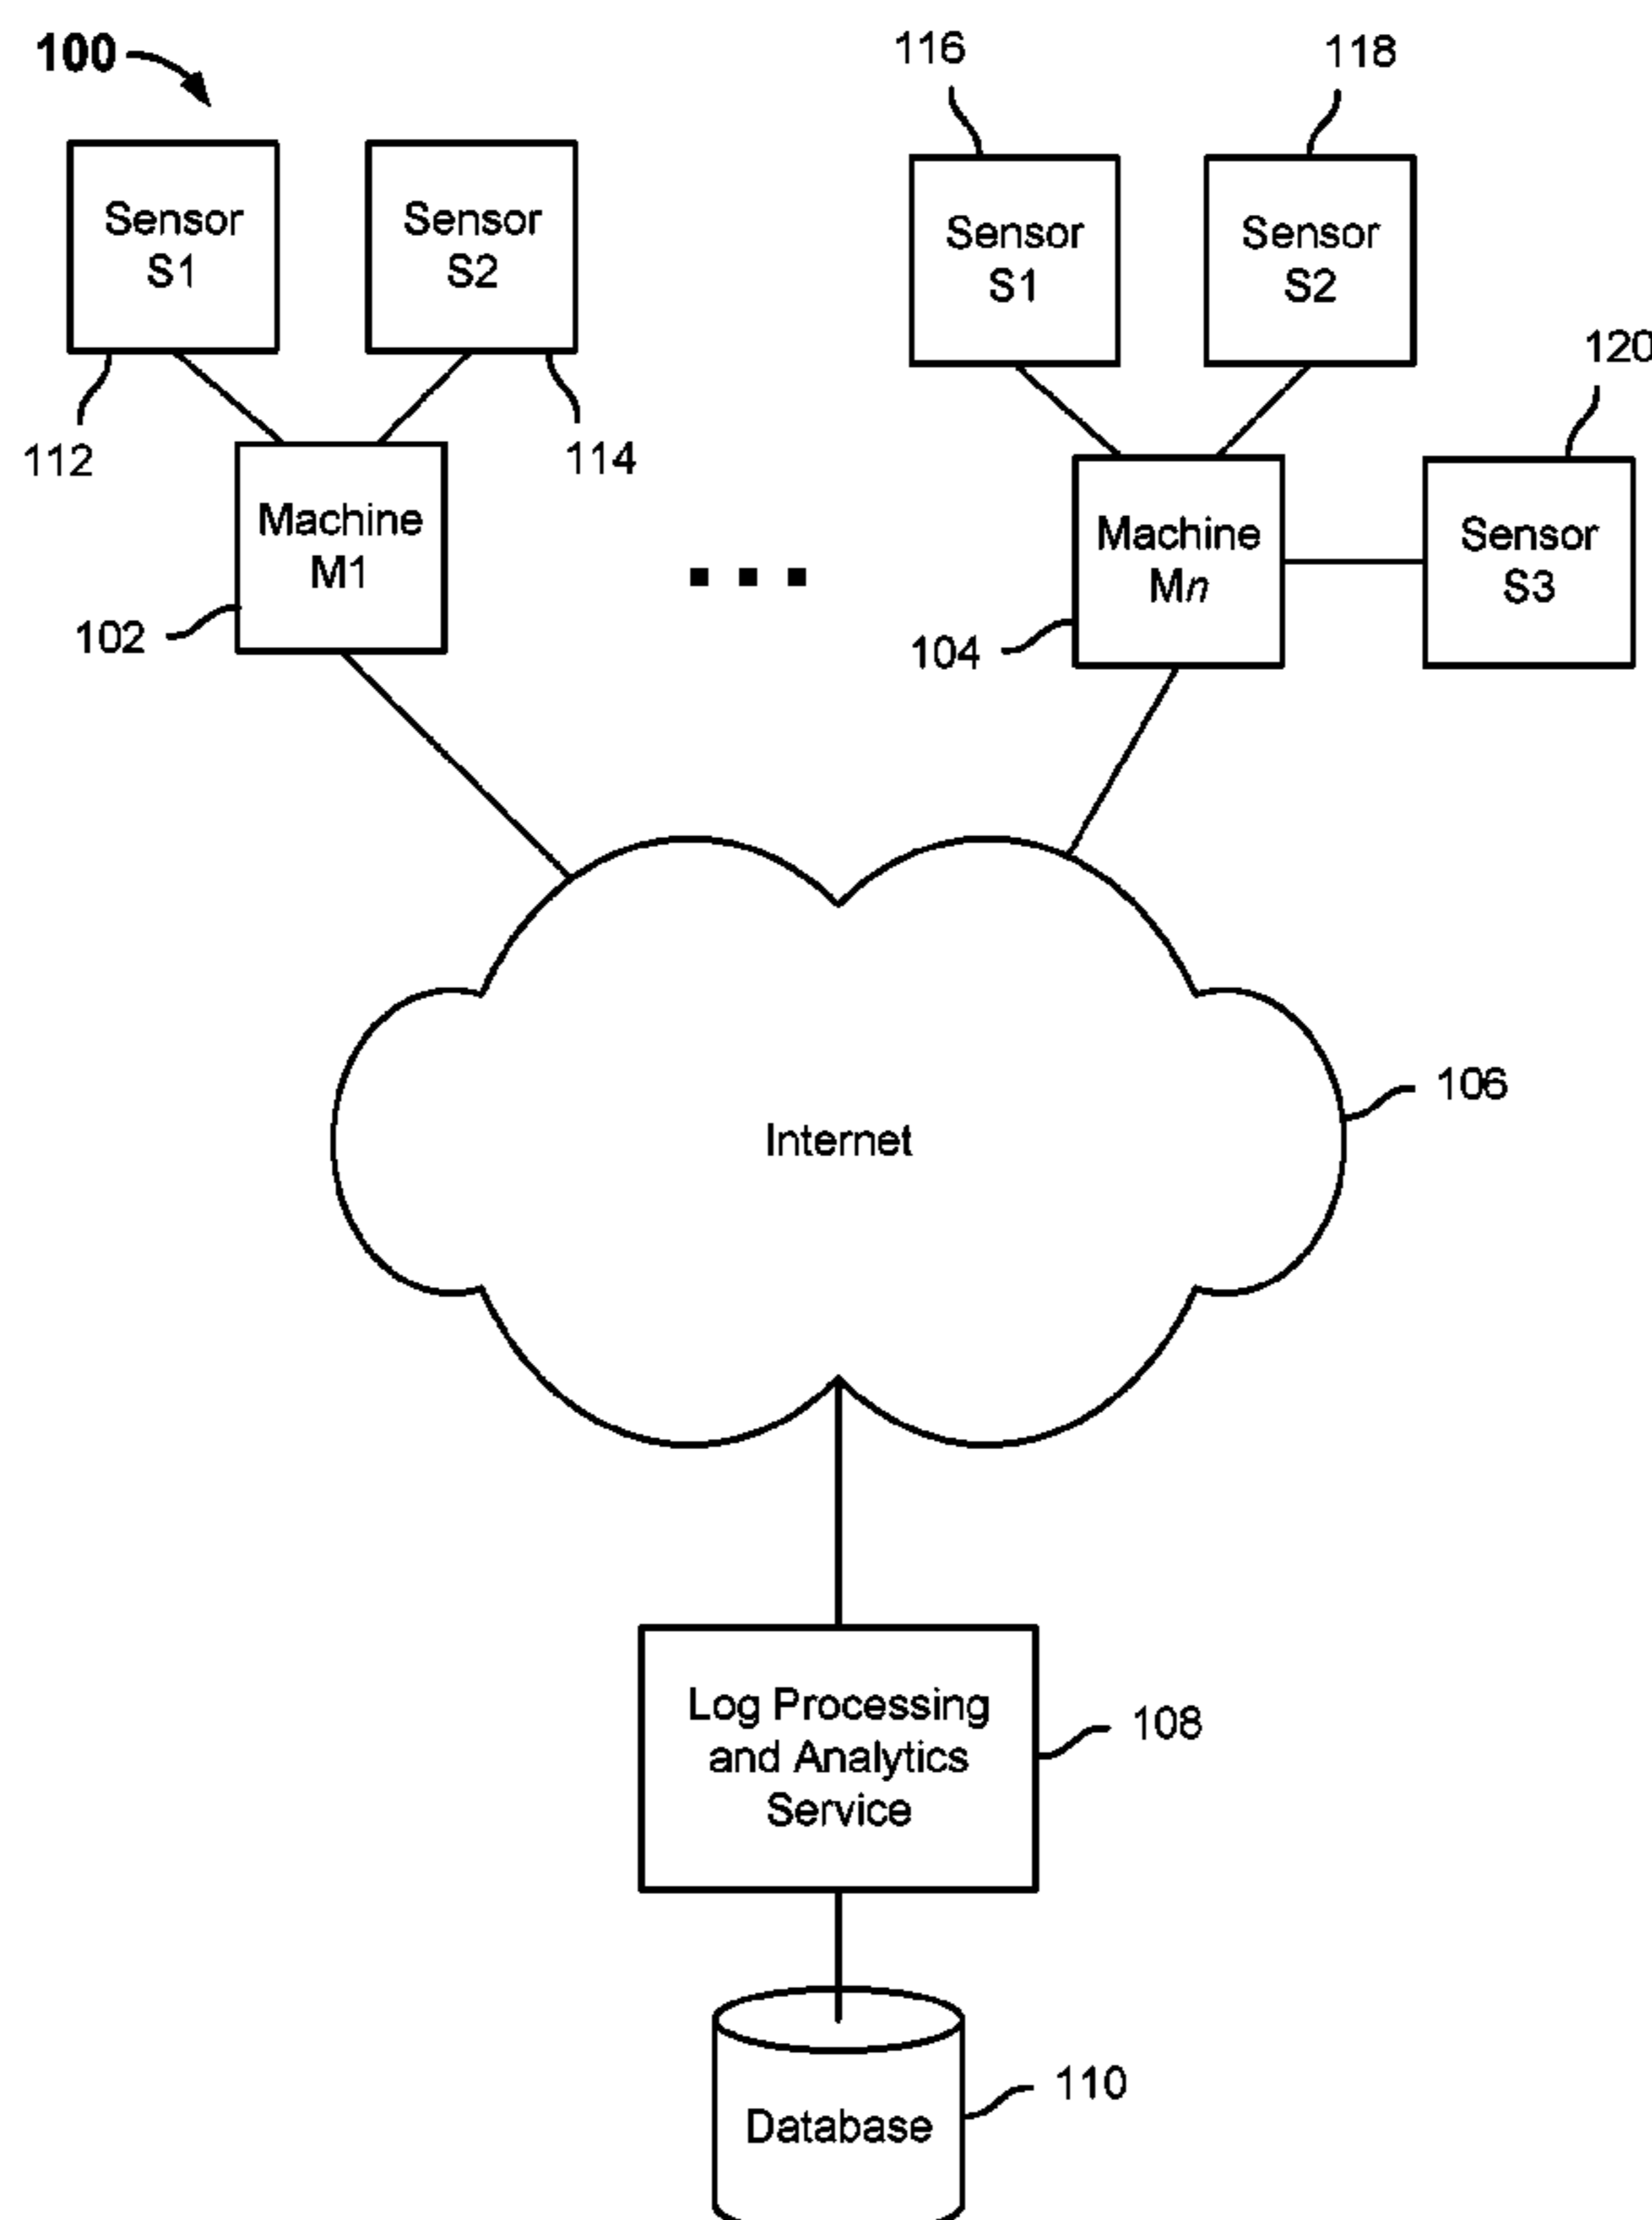 100
116
118
Sensor
S1
Sensor
S2
Sensor
S1
Sensor
S2
120
112
114
Machine
M1
Machine
Mn
Sensor
S3
102
104
106
Internet
Log Processing
and Analytics
Service
108
110
Database